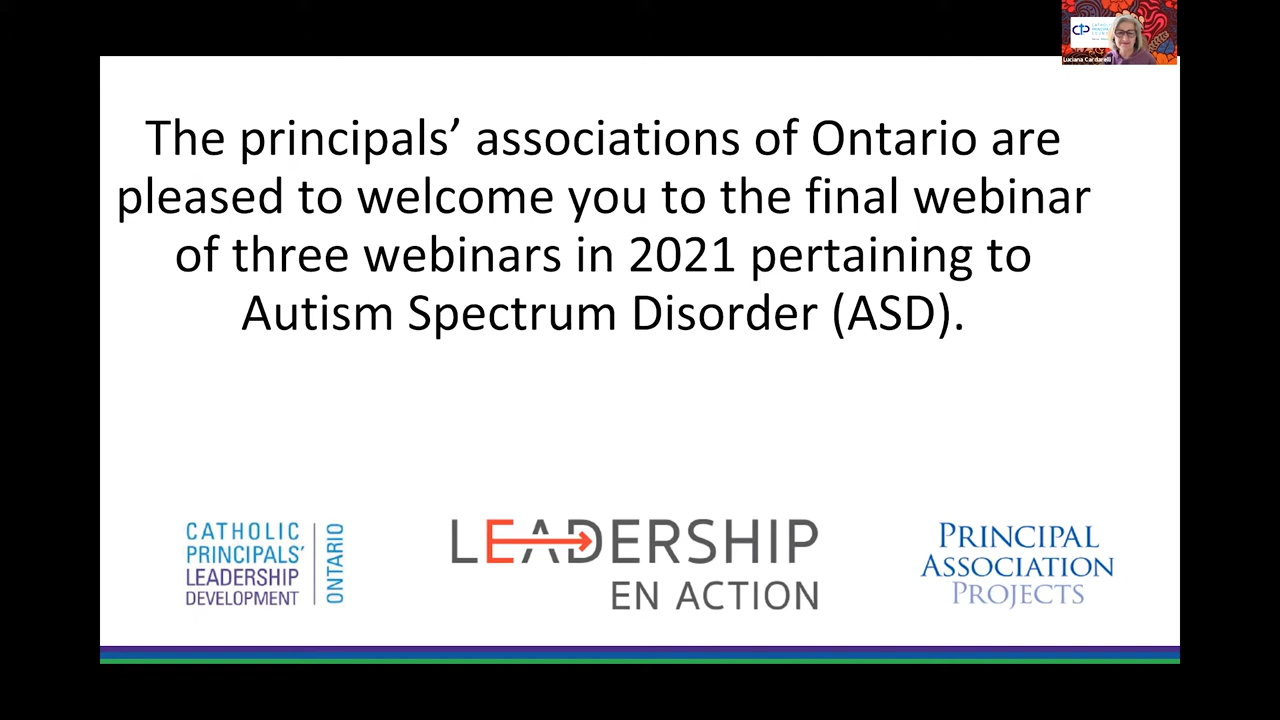 CATHOLIC
Luciana Cardarelli
The principals’ associations of Ontario are
pleased to welcome you to the final webinar
of three webinars in 2021 pertaining to
Autism Spectrum Disorder (ASD).
CATHOLIC
PRINCIPALS’
LEADERSHIP
DEVELOPMENT
ONTARIO
LEADERSHIP
EN ACTION
PRINCIPAL
ASSOCIATION
PROJECTS